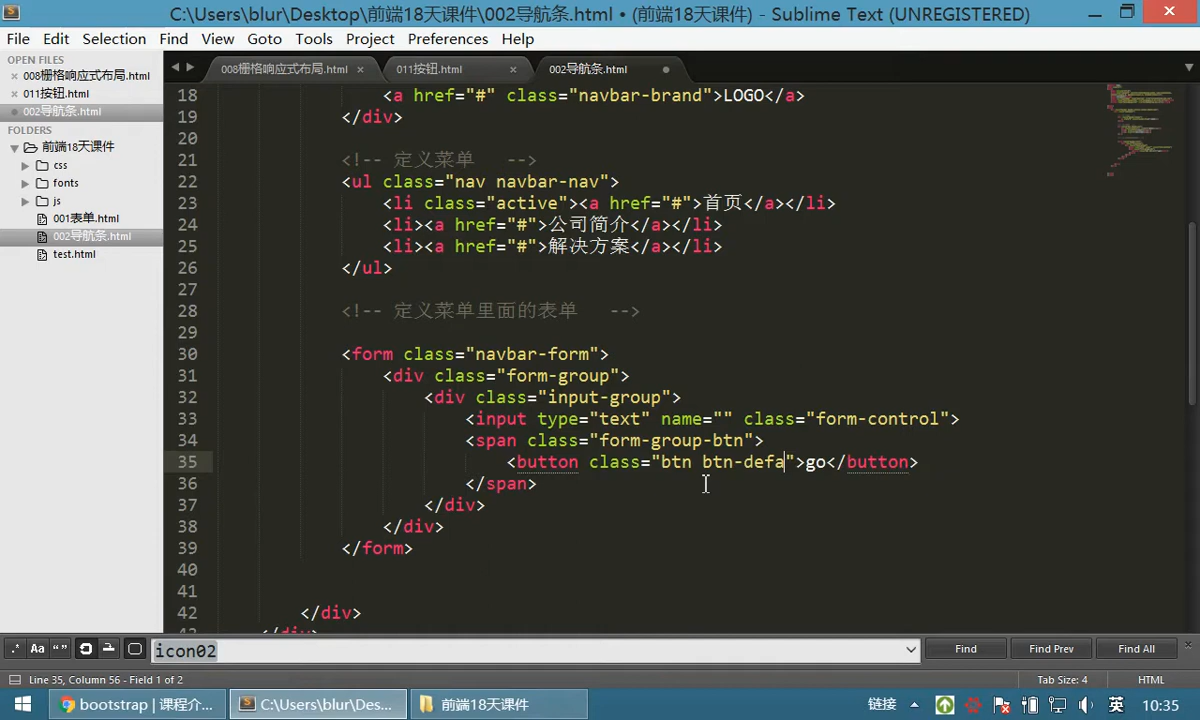 C:\Users\blur\Desktop\前端18天课件\002导航条.html • (前端18天课件) - Sublime Text (UNREGISTERED)
File Edit Selection Find View Goto Tools Project Preferences Help
OPEN FILES
008栅格响应式布局.html
011按钮.html
002导航条.html
FOLDERS
前端18天课件
css
fonts
js
001表单.html
002导航条.html
test.html
008栅格响应式布局.html 011按钮.html 002导航条.html
18 <a href="#" class="navbar-brand">LOGO</a>
19 </div>
20
21 <!-- 定义菜单 -->
22 <ul class="nav navbar-nav">
23 <li class="active"><a href="#">首页</a></li>
24 <li><a href="#">公司简介</a></li>
25 <li><a href="#">解决方案</a></li>
26 </ul>
27
28 <!-- 定义菜单里面的表单 -->
29
30 <form class="navbar-form">
31 <div class="form-group">
32 <div class="input-group">
33 <input type="text" name="" class="form-control">
34 <span class="form-group-btn">
35 <button class="btn btn-defa">go</button>
36 </span>
37 </div>
38 </div>
39 </form>
40
41
42 </div>
43 </div>
.* Aa “ ” icon02 Find Find Prev Find All
Line 35, Column 56 - Field 1 of 2 Tab Size: 4 HTML
bootstrap | 课程介... C:\Users\blur\Des... 前端18天课件 链接 英 10:35